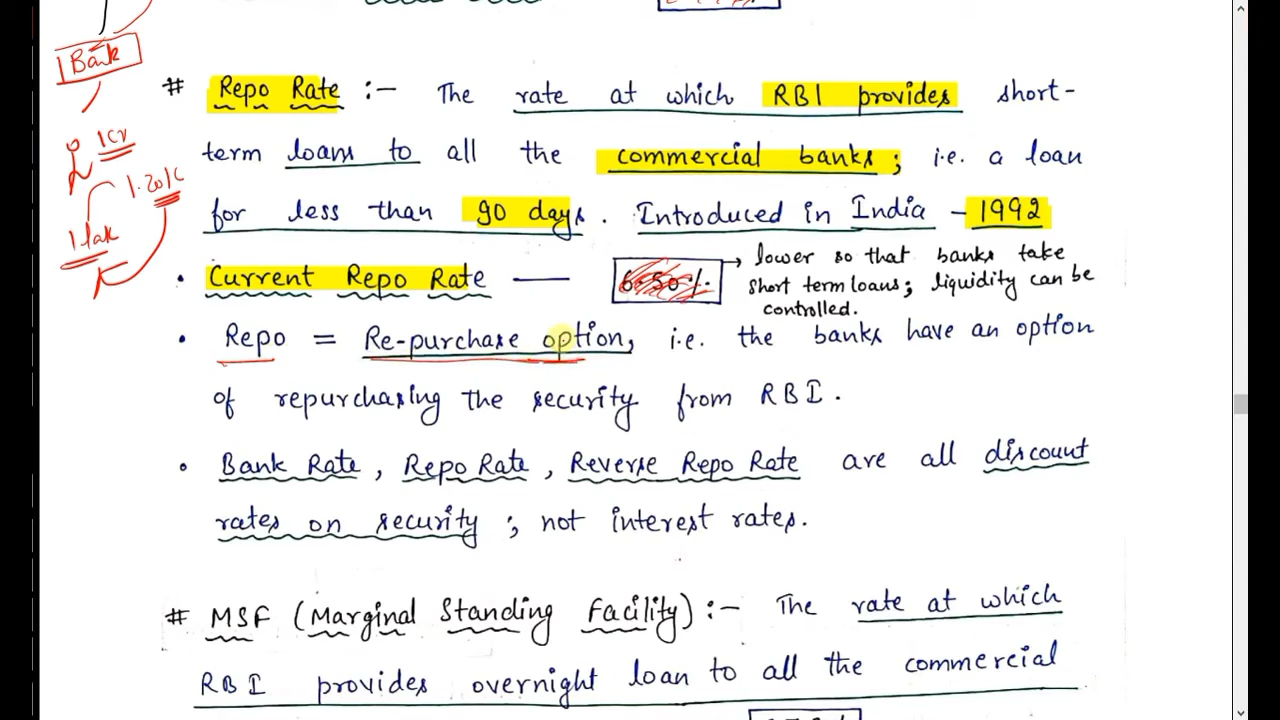 Bank
1Cr
1.20 lC
1 lak
# Repo Rate :- The rate at which RBI provides short-
term loans to all the commercial banks; i.e. a loan
for less than 90 days. Introduced in India - 1992
• Current Repo Rate — 6.50% → lower so that banks take
short term loans; liquidity can be
controlled.
• Repo = Re-purchase option, i.e. the banks have an option
of repurchasing the security from RBI.
• Bank Rate, Repo Rate, Reverse Repo Rate are all discount
rates on security; not interest rates.
# MSF (Marginal Standing Facility) :- The rate at which
RBI provides overnight loan to all the commercial